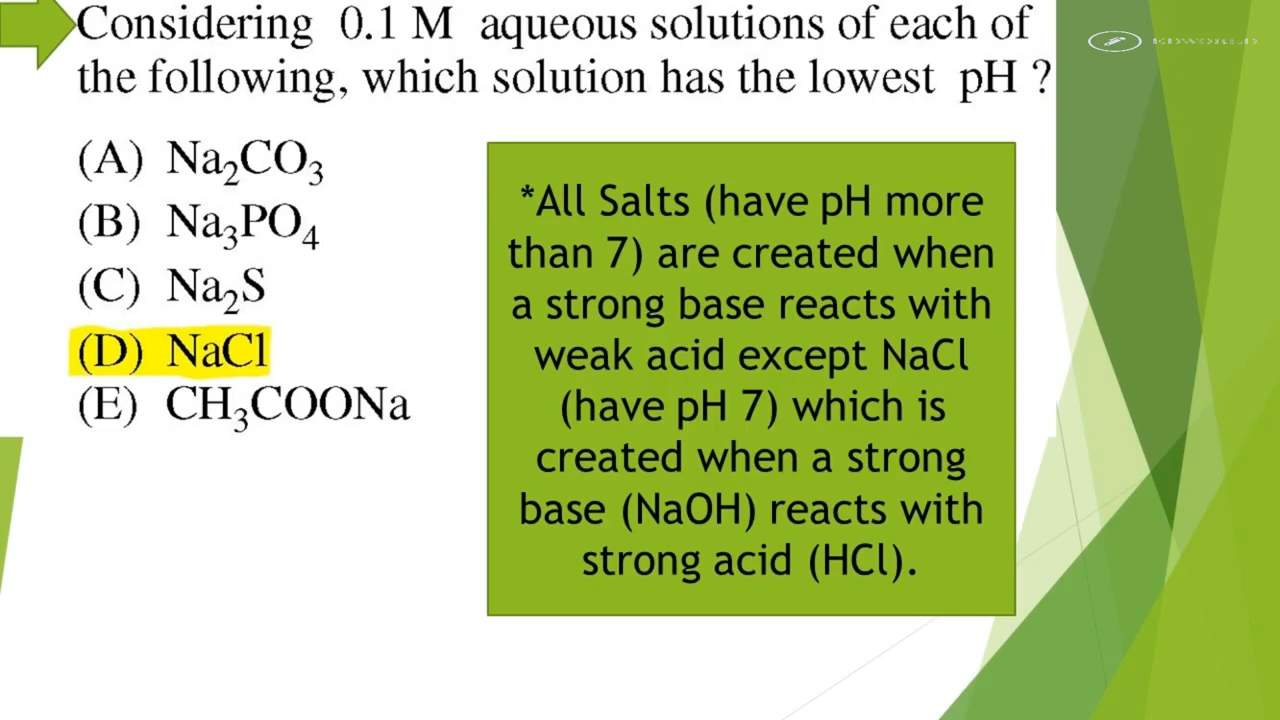 Considering 0.1 M aqueous solutions of each of
the following, which solution has the lowest pH ?
(A) Na₂CO₃
(B) Na₃PO₄
(C) Na₂S
(D) NaCl
(E) CH₃COONa
*All Salts (have pH more
than 7) are created when
a strong base reacts with
weak acid except NaCl
(have pH 7) which is
created when a strong
base (NaOH) reacts with
strong acid (HCl).